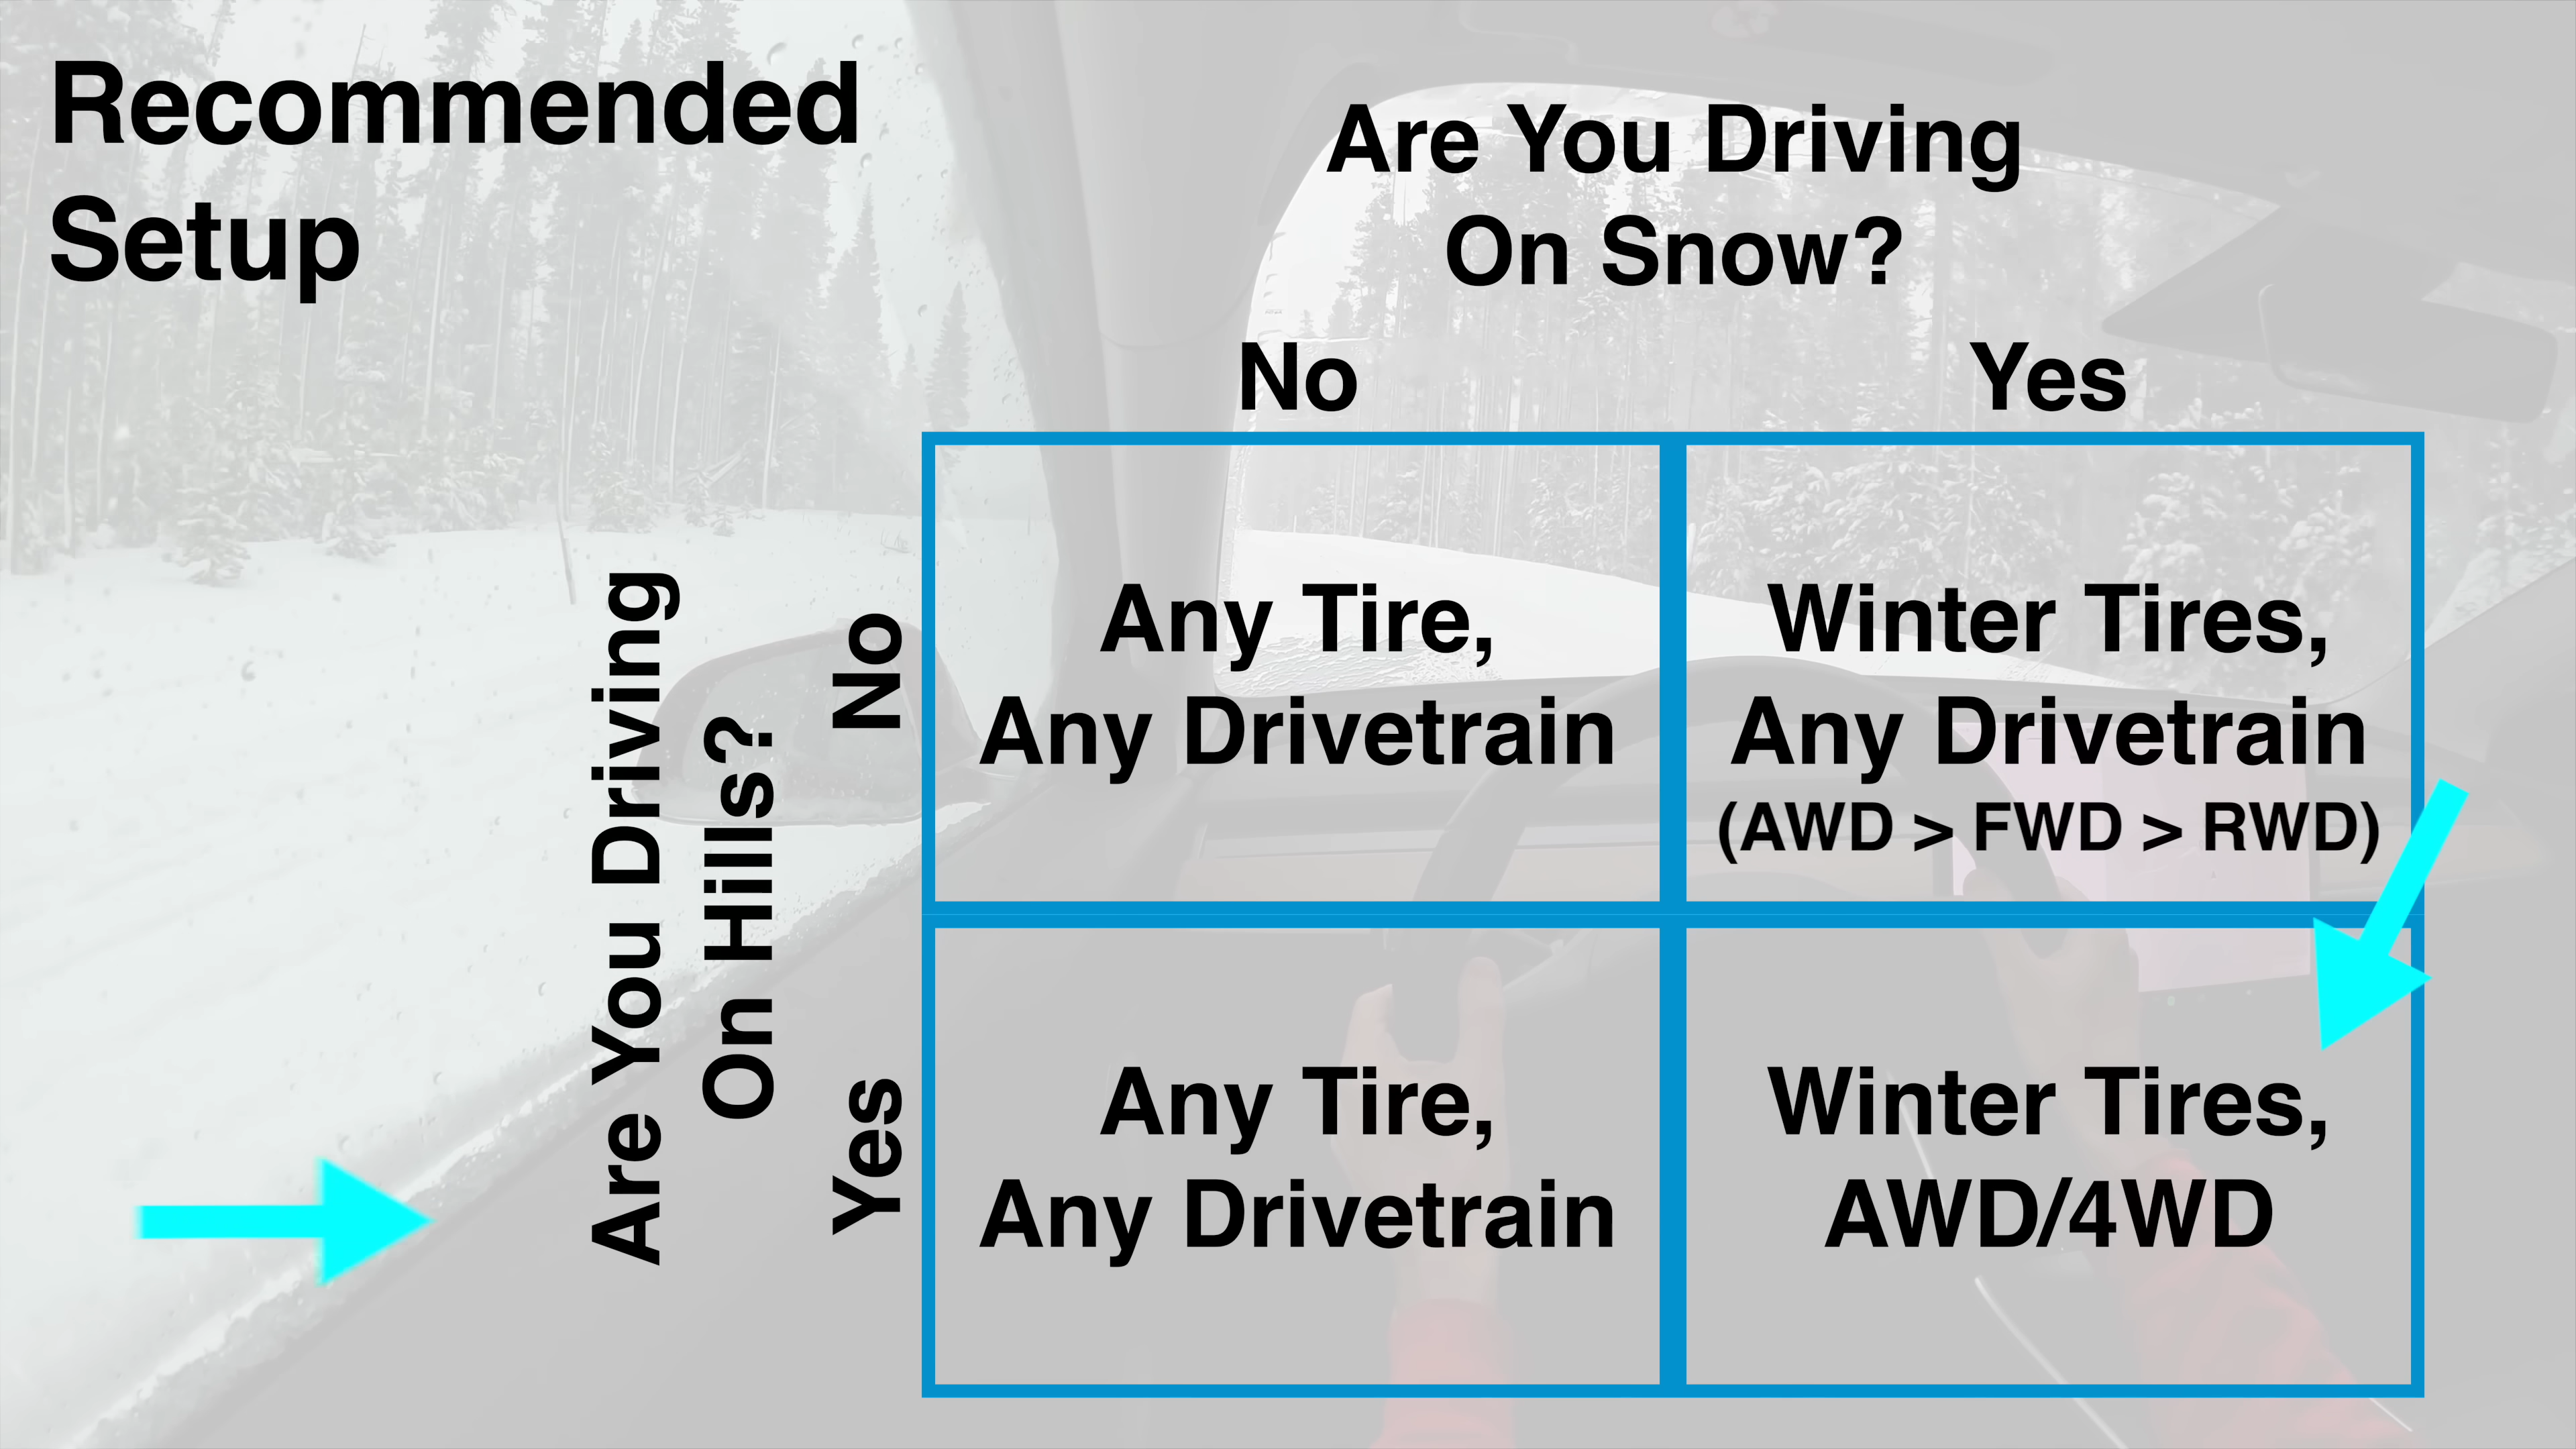 Recommended
Setup
Are You Driving
On Snow?
No
Yes
Are You Driving
On Hills?
No
Any Tire,
Any Drivetrain
Winter Tires,
Any Drivetrain
(AWD > FWD > RWD)
Yes
Any Tire,
Any Drivetrain
Winter Tires,
AWD/4WD